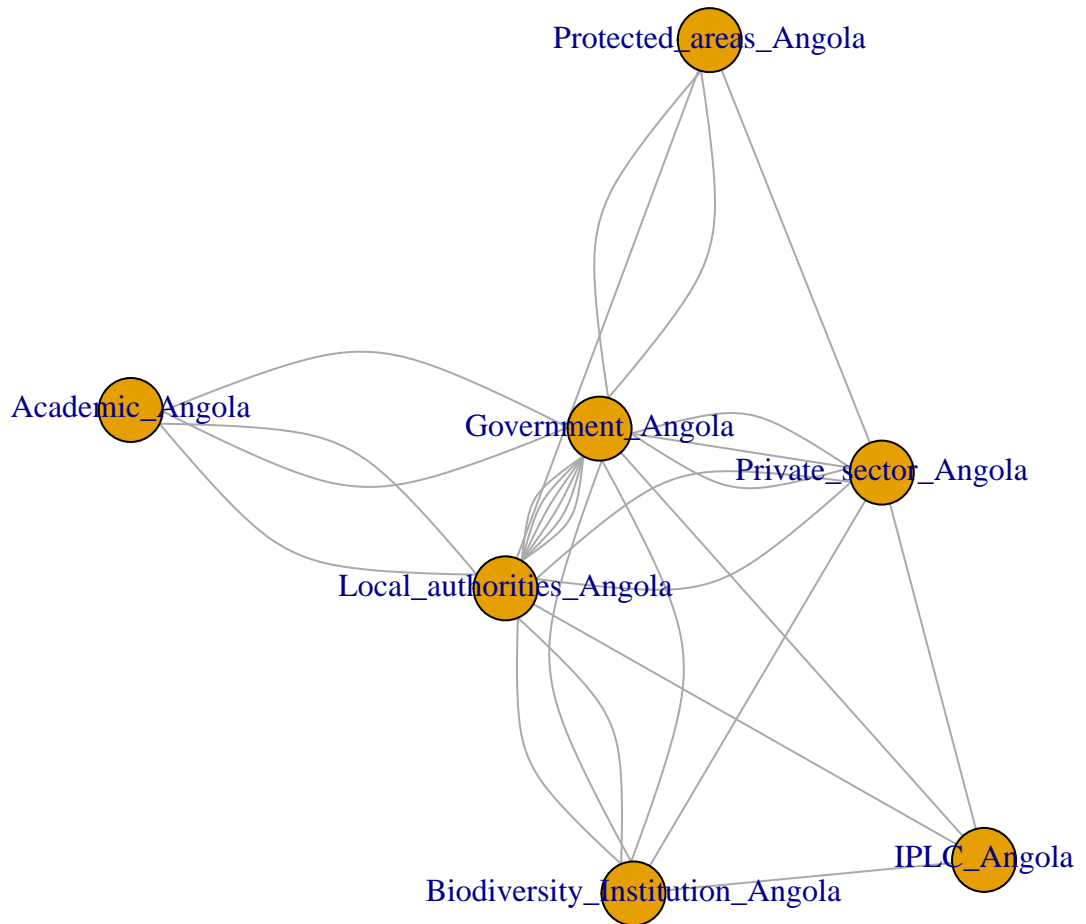 Protected_areas_Angola
Academic_Angola
Government_Angola
Private_sector_Angola
Local_authorities_Angola
IPLC_Angola
Biodiversity_Institution_Angola